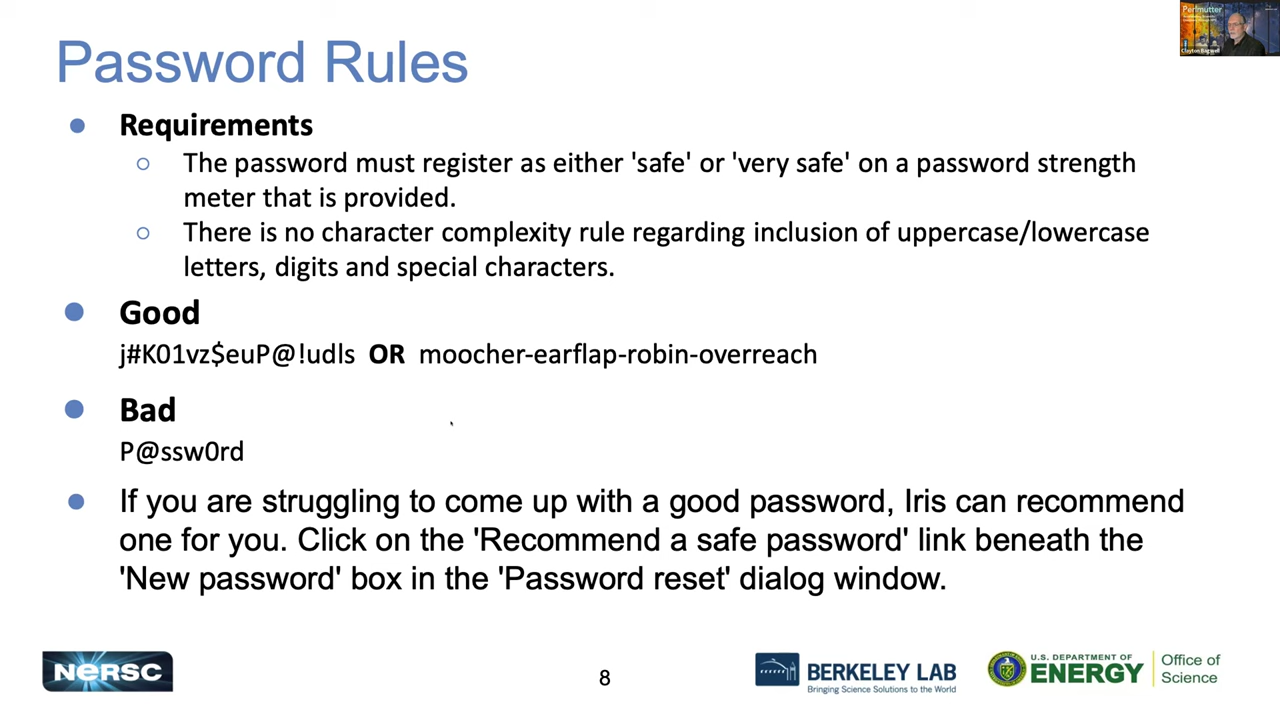 Perlmutter
Clayton Bagwell
Password Rules
Requirements
The password must register as either 'safe' or 'very safe' on a password strength
meter that is provided.
There is no character complexity rule regarding inclusion of uppercase/lowercase
letters, digits and special characters.
Good
j#K01vz$euP@!udls OR moocher-earflap-robin-overreach
Bad
P@ssw0rd
If you are struggling to come up with a good password, Iris can recommend
one for you. Click on the 'Recommend a safe password' link beneath the
'New password' box in the 'Password reset' dialog window.
NERSC
8
BERKELEY LAB
Bringing Science Solutions to the World
U.S. DEPARTMENT OF
ENERGY
Office of
Science